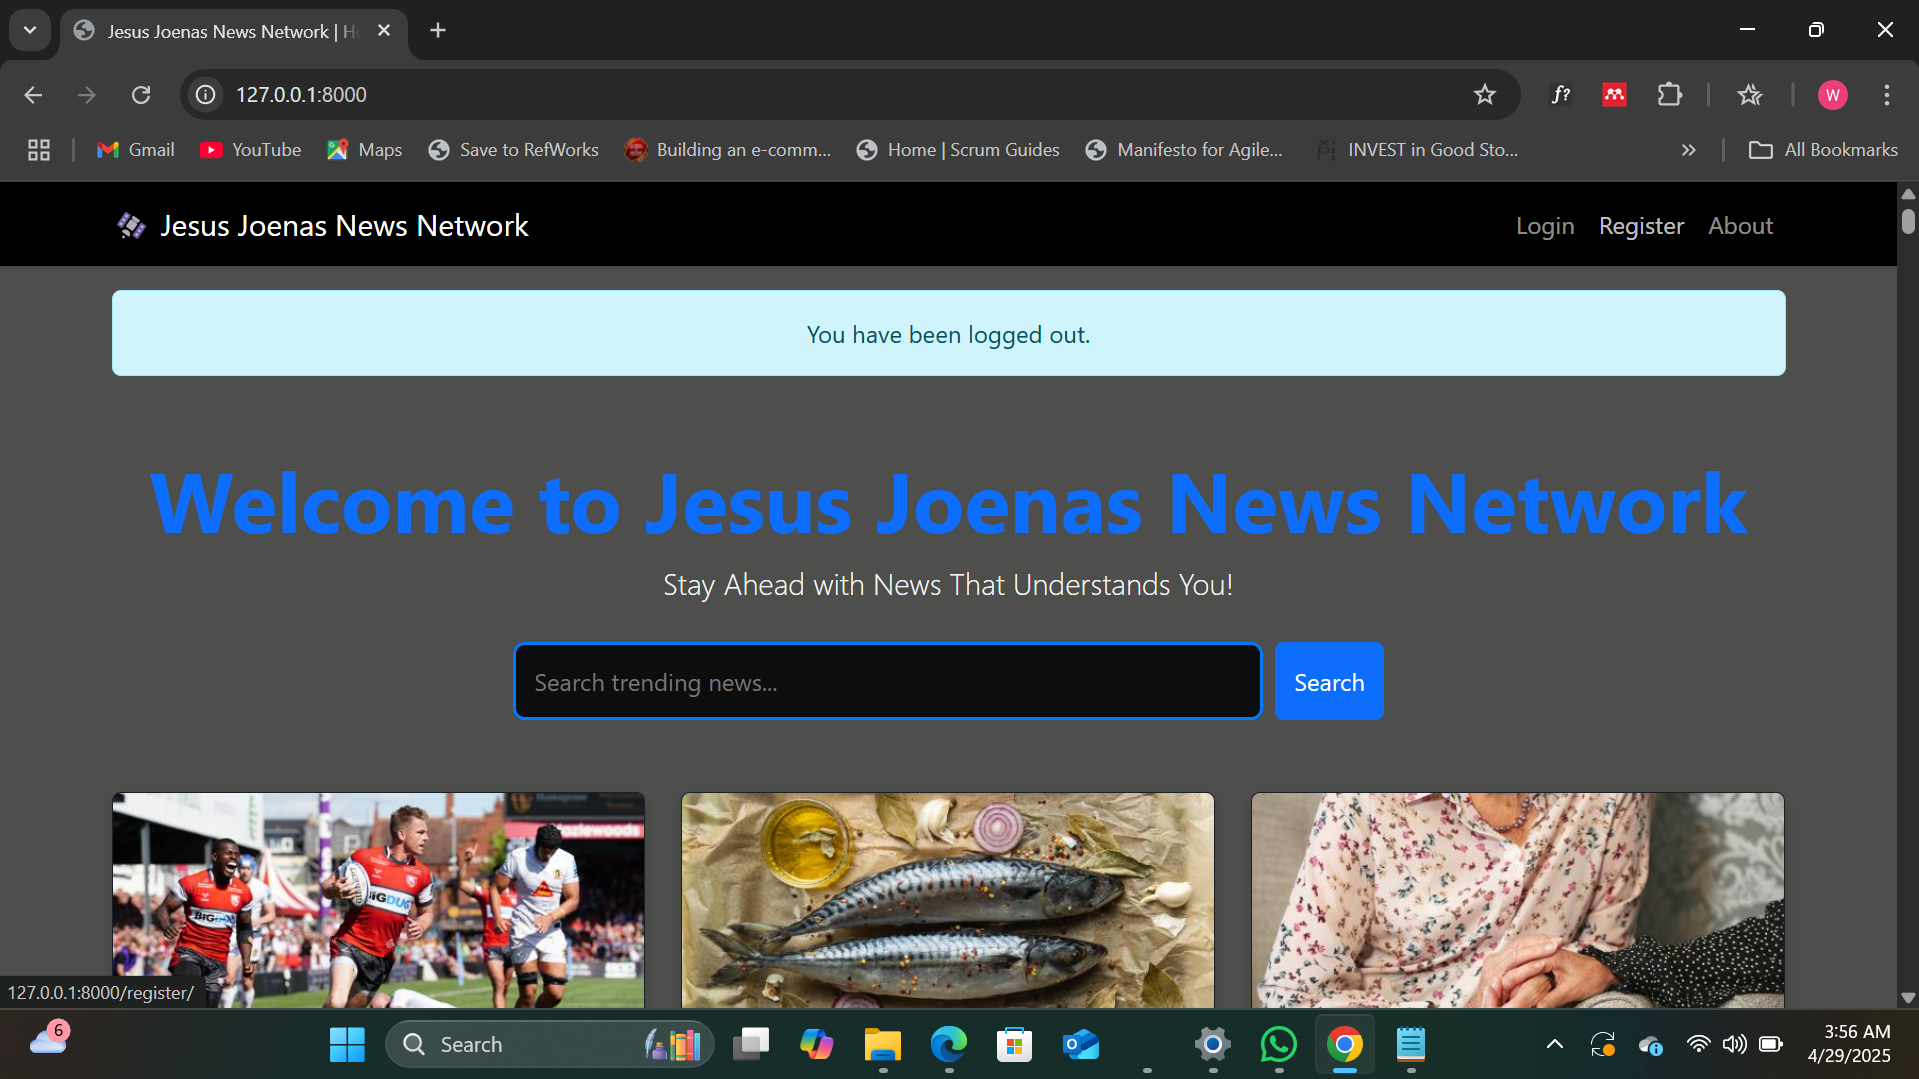 Jesus Joenas News Network | H
127.0.0.1:8000
f?
W
Gmail
YouTube
Maps
Save to RefWorks
Building an e-comm...
Home | Scrum Guides
Manifesto for Agile...
INVEST in Good Sto...
All Bookmarks
Jesus Joenas News Network
Login
Register
About
You have been logged out.
Welcome to Jesus Joenas News Network
Stay Ahead with News That Understands You!
Search trending news...
Search
BIGDUG
127.0.0.1:8000/register/
6
Search
3:56 AM
4/29/2025